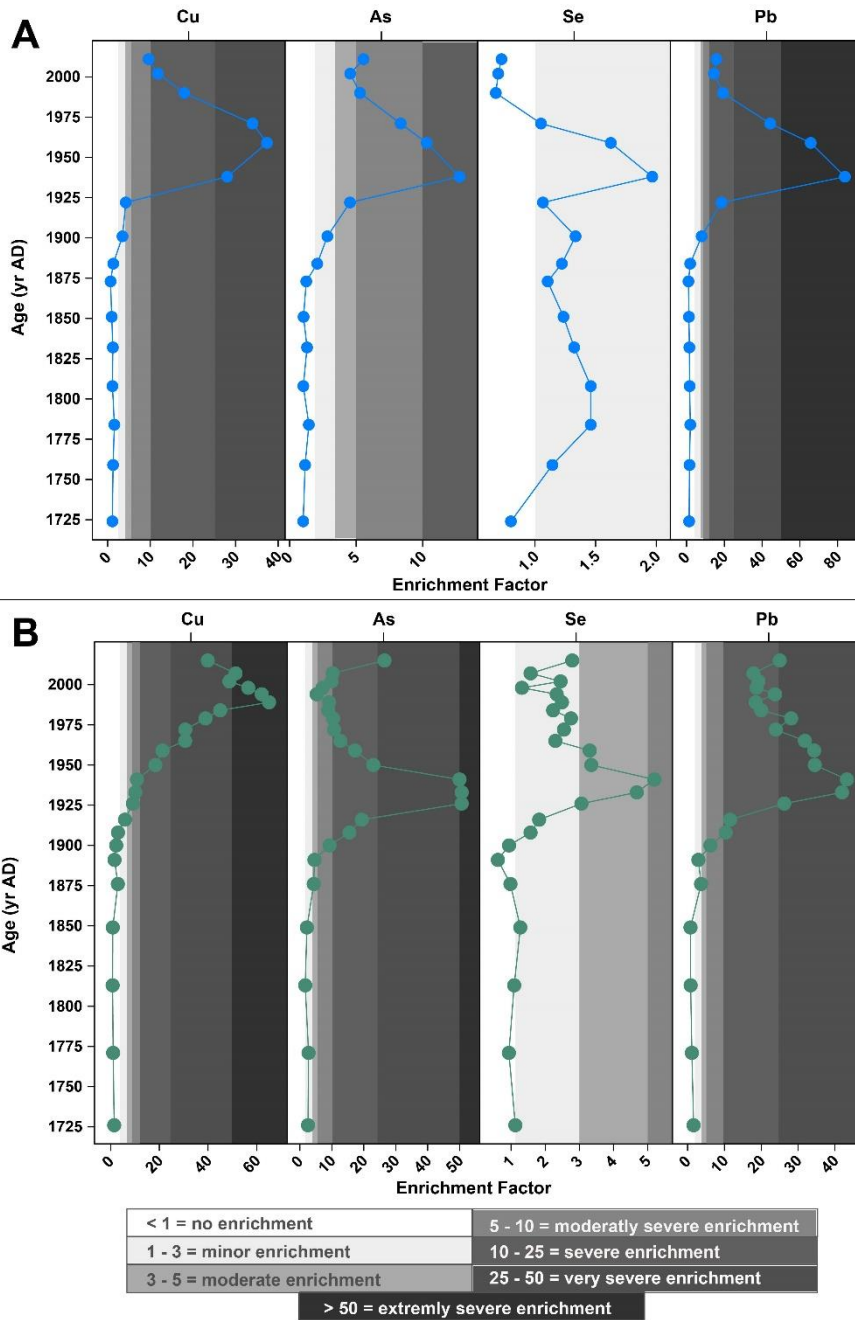 A
Cu As Se Pb
2000
1975
1950
1925
1900
1875
1850
1825
1800
1775
1750
1725
Age (yr AD)
0 10 20 30 40 0 5 10 1.0 1.5 2.0 0 20 40 60 80
Enrichment Factor
B
Cu As Se Pb
2000
1975
1950
1925
1900
1875
1850
1825
1800
1775
1750
1725
Age (yr AD)
0 20 40 60 0 10 20 30 40 50 1 2 3 4 5 0 10 20 30 40
Enrichment Factor
< 1 = no enrichment
5 - 10 = moderatly severe enrichment
1 - 3 = minor enrichment
10 - 25 = severe enrichment
3 - 5 = moderate enrichment
25 - 50 = very severe enrichment
> 50 = extremly severe enrichment